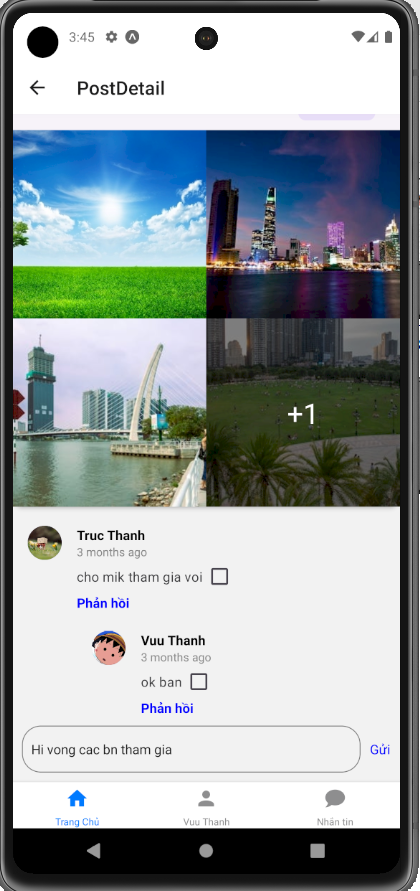 3:45
PostDetail
+1
Truc Thanh
3 months ago
cho mik tham gia voi
Phản hồi
Vuu Thanh
3 months ago
ok ban
Phản hồi
Hi vong cac bn tham gia
Gửi
Trang Chủ
Vuu Thanh
Nhắn tin